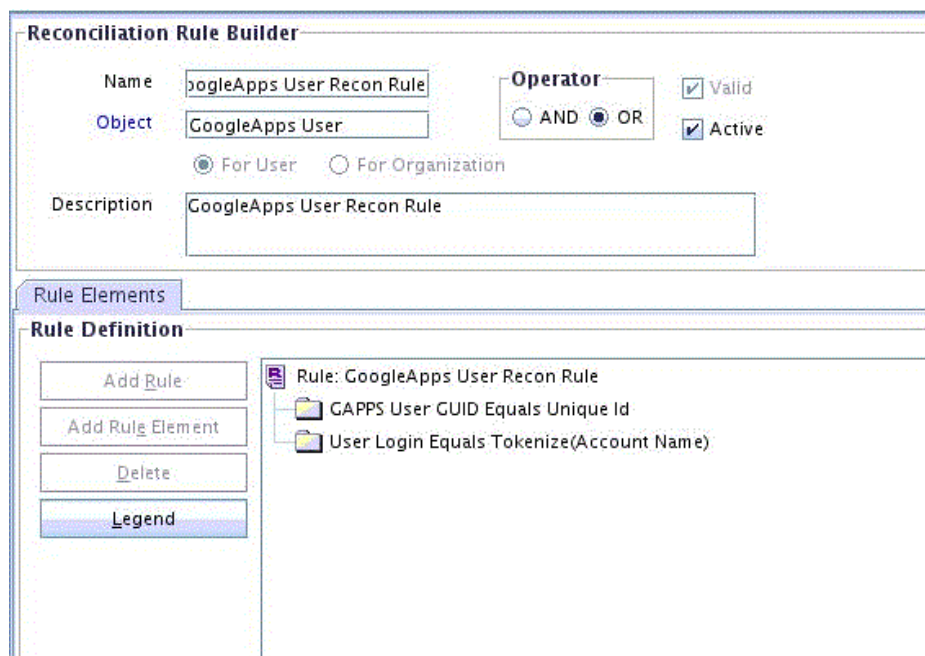 Reconciliation Rule Builder
Name
oogleApps User Recon Rule
Operator
AND
OR
Valid
Active
Object
GoogleApps User
For User
For Organization
Description
GoogleApps User Recon Rule
Rule Elements
Rule Definition
Add Rule
Add Rule Element
Delete
Legend
Rule: GoogleApps User Recon Rule
GAPPS User GUID Equals Unique Id
User Login Equals Tokenize(Account Name)